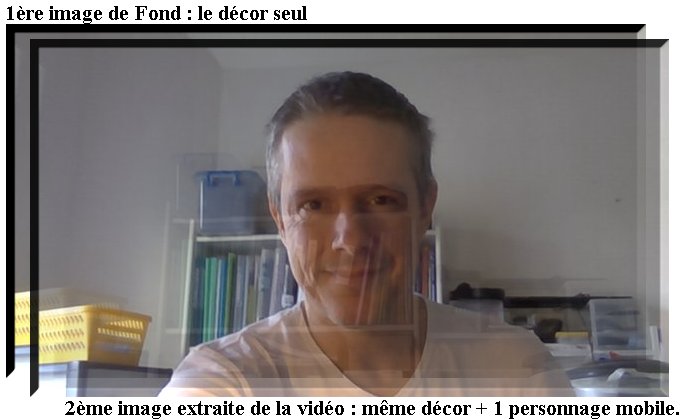 1ère image de Fond : le décor seul
2ème image extraite de la vidéo : même décor + 1 personnage mobile.